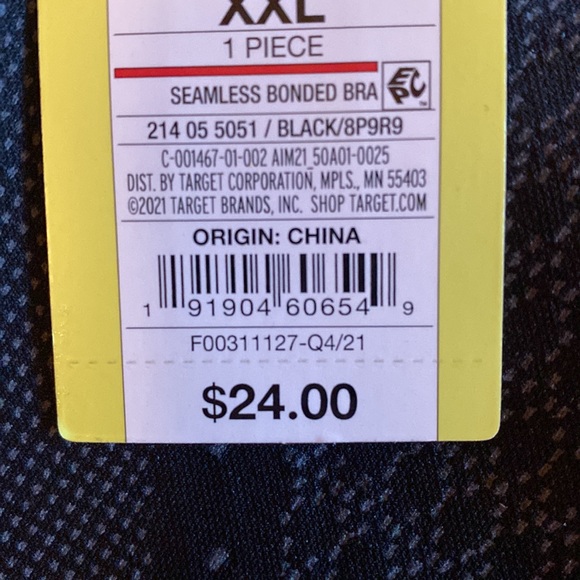 XXL
1 PIECE
SEAMLESS BONDED BRA EPC™
214 05 5051 / BLACK/8P9R9
C-001467-01-002 AIM21_50A01-0025
DIST. BY TARGET CORPORATION, MPLS., MN 55403
©2021 TARGET BRANDS, INC. SHOP TARGET.COM
ORIGIN: CHINA
1 91904 60654 9
F00311127-Q4/21
$24.00